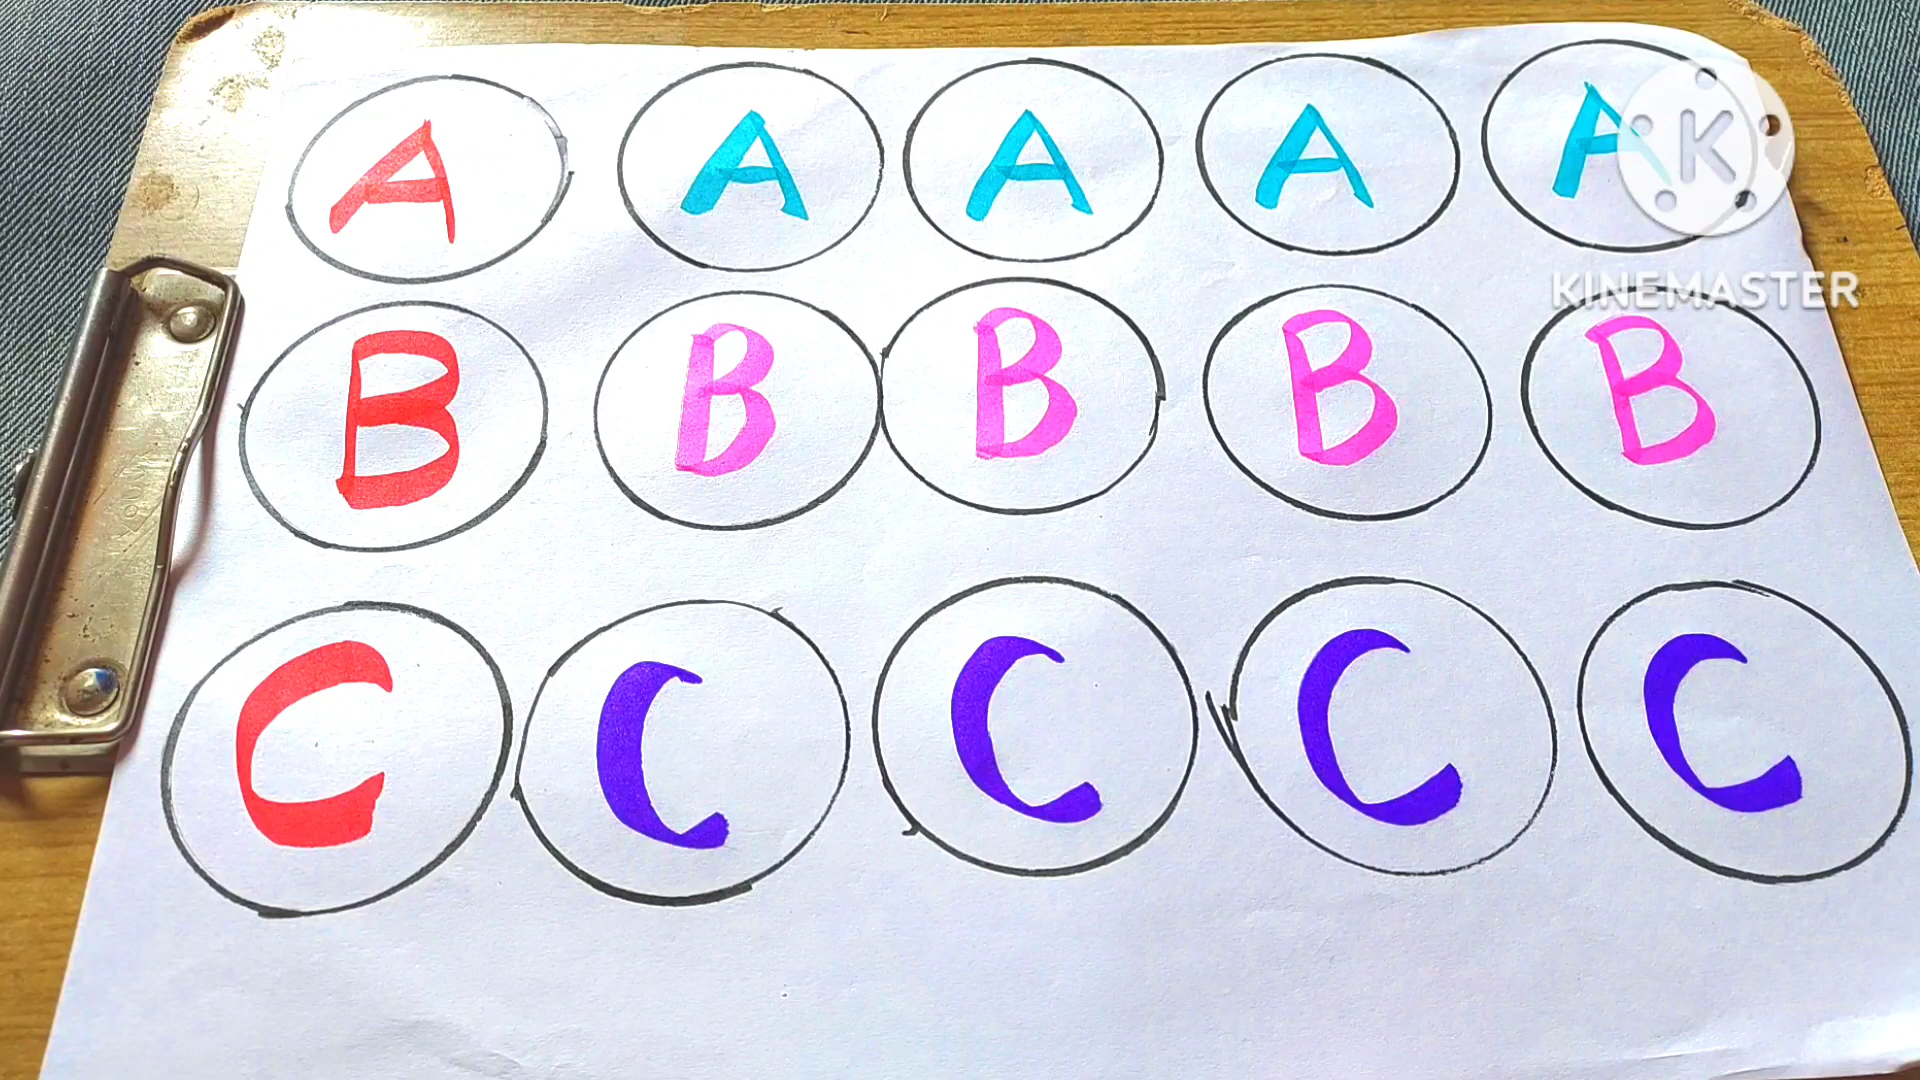 A A A A A
K
KINEMASTER
B B B B B
C C C C C